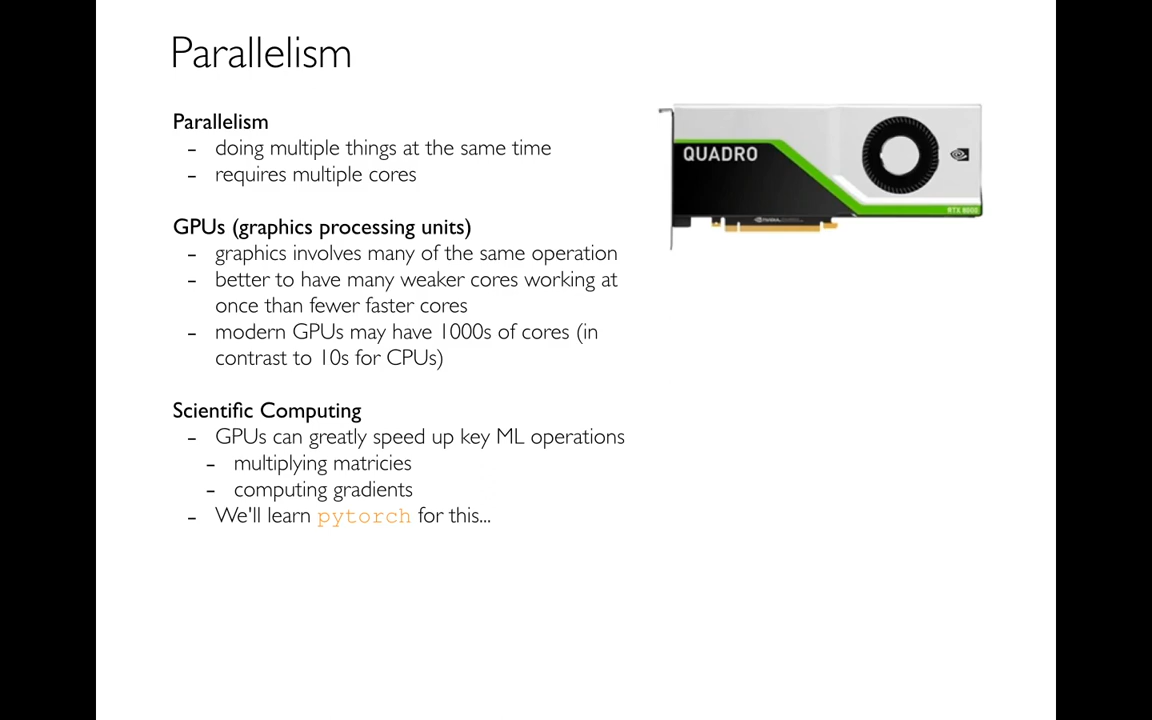 Parallelism
Parallelism
- doing multiple things at the same time
- requires multiple cores
GPUs (graphics processing units)
- graphics involves many of the same operation
- better to have many weaker cores working at
once than fewer faster cores
- modern GPUs may have 1000s of cores (in
contrast to 10s for CPUs)
Scientific Computing
- GPUs can greatly speed up key ML operations
- multiplying matricies
- computing gradients
- We'll learn pytorch for this...
QUADRO
RTX 8000
NVIDIA